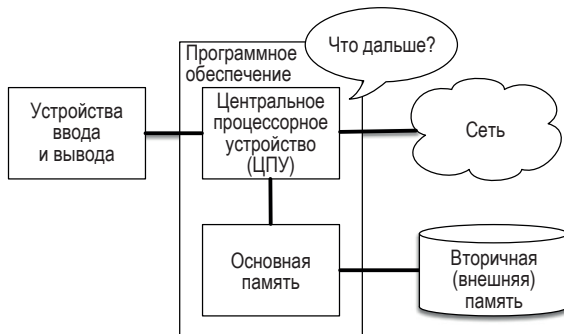 Программное
обеспечение
Что дальше?
Устройства
ввода
и вывода
Центральное
процессорное
устройство
(ЦПУ)
Сеть
Основная
память
Вторичная
(внешняя)
память